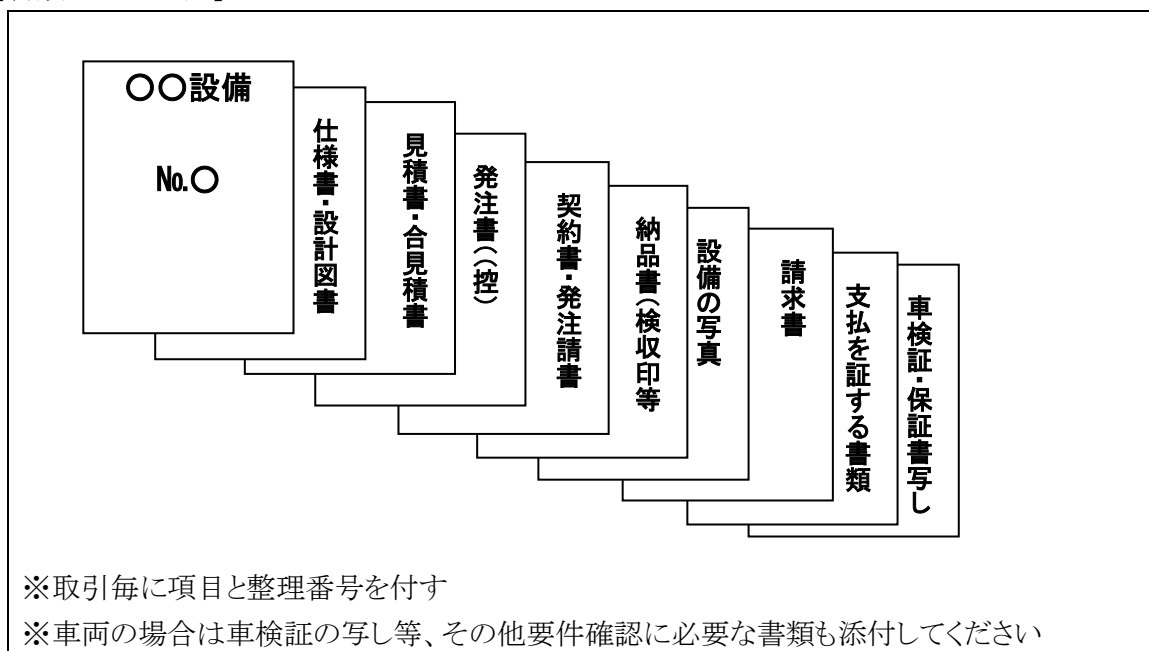 〇〇設備
№〇
仕様書・設計図書
見積書・合見積書
発注書((控)
契約書・発注請書
納品書(検収印等
設備の写真
請求書
支払を証する書類
車検証・保証書写し
※取引毎に項目と整理番号を付す
※車両の場合は車検証の写し等、その他要件確認に必要な書類も添付してください